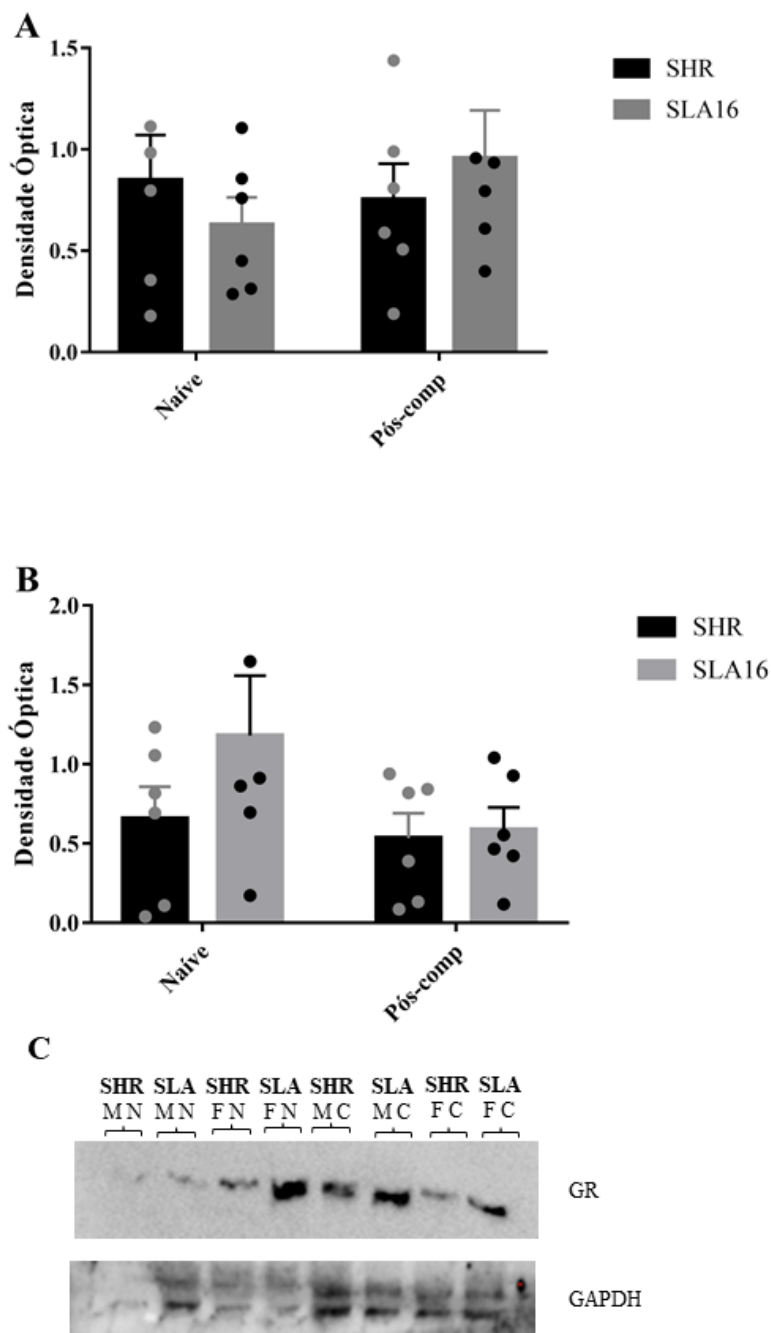 A
1.5
1.0
0.5
0.0
Densidade Óptica
Naíve
Pós-comp
SHR
SLA16
B
2.0
1.5
1.0
0.5
0.0
Densidade Óptica
Naíve
Pós-comp
SHR
SLA16
C
SHR SLA SHR SLA SHR SLA SHR SLA
M N M N F N F N M C M C F C F C
GR
GAPDH